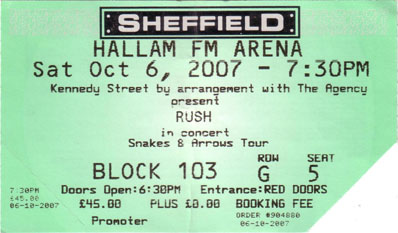 SHEFFIELD
HALLAM FM ARENA
Sat Oct 6, 2007 - 7:30PM
Kennedy Street by arrangement with The Agency
present
RUSH
in concert
Snakes & Arrows Tour
ROW SEAT
BLOCK 103 G 5
7:30PM Doors Open:6:30PM Entrance:RED DOORS
£45.00 £45.00 PLUS £0.00 BOOKING FEE
06-10-2007 Promoter ORDER #904880
06-10-2007